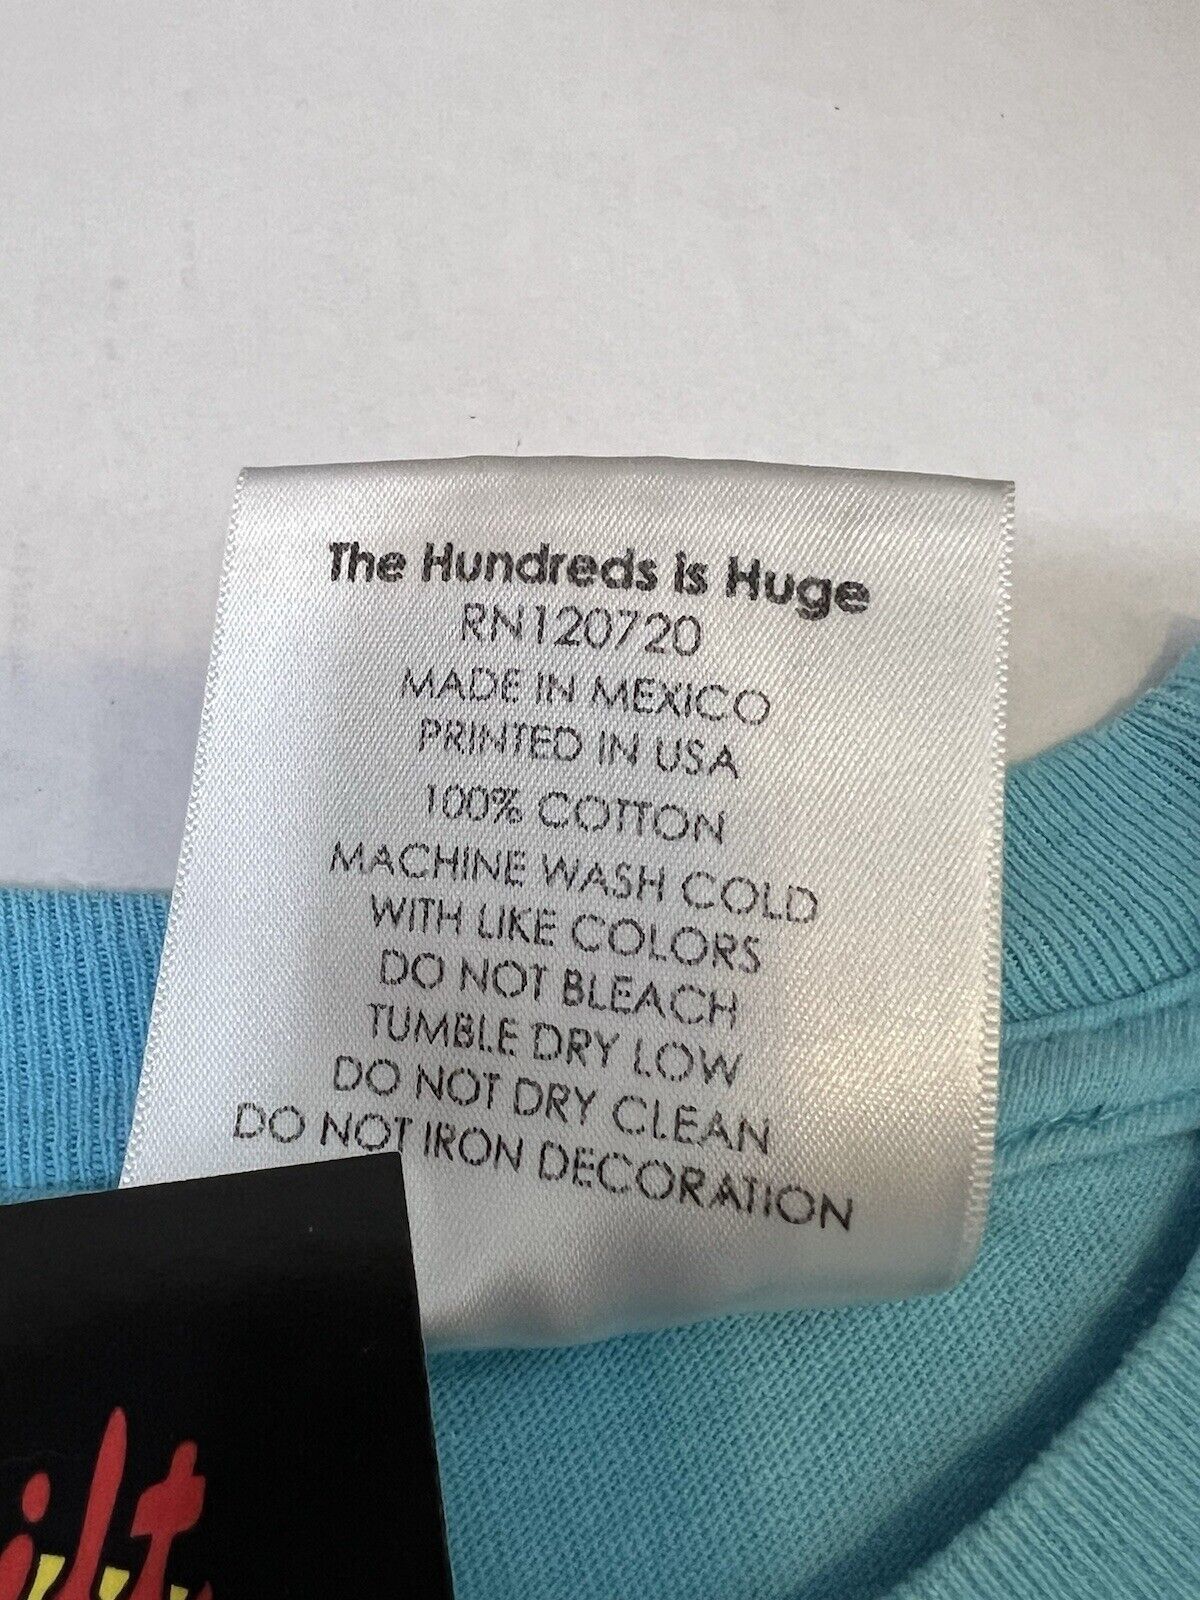 The Hundreds is Huge
RN120720
MADE IN MEXICO
PRINTED IN USA
100% COTTON
MACHINE WASH COLD
WITH LIKE COLORS
DO NOT BLEACH
TUMBLE DRY LOW
DO NOT DRY CLEAN
DO NOT IRON DECORATION